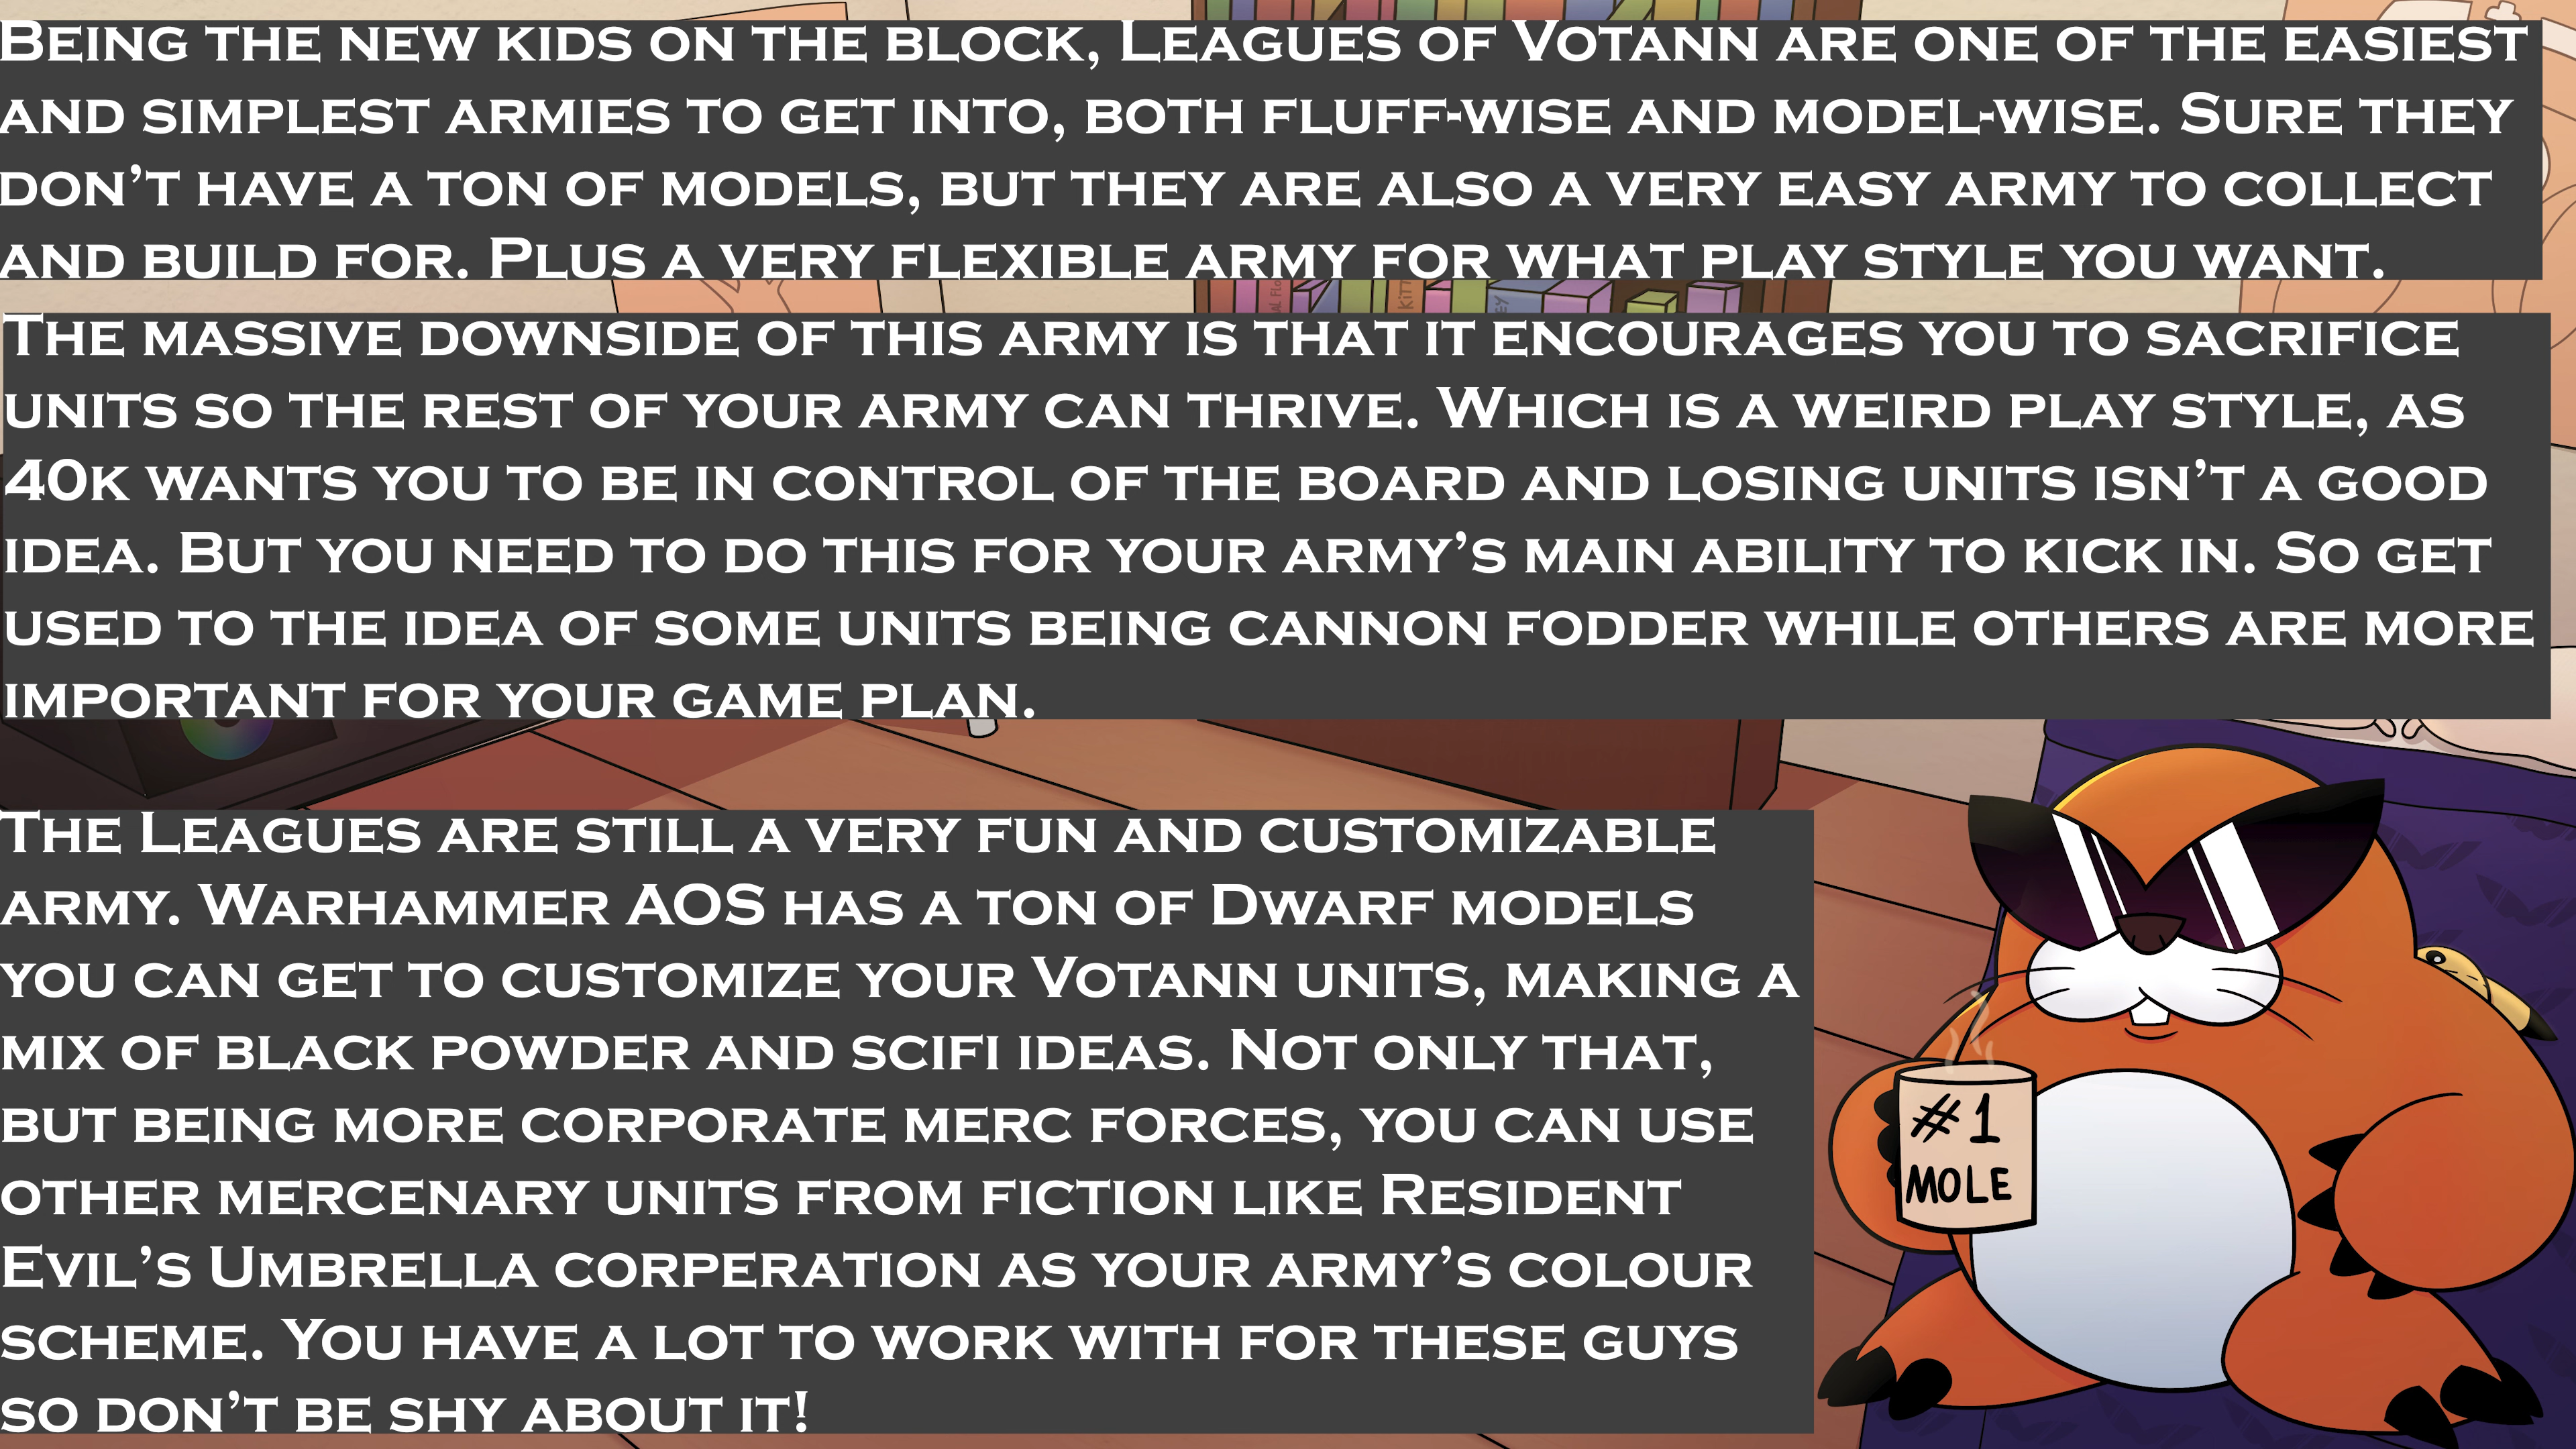 Being the new kids on the block, Leagues of Votann are one of the easiest
and simplest armies to get into, both fluff-wise and model-wise. Sure they
don't have a ton of models, but they are also a very easy army to collect
and build for. Plus a very flexible army for what play style you want.
The massive downside of this army is that it encourages you to sacrifice
units so the rest of your army can thrive. Which is a weird play style, as
40k wants you to be in control of the board and losing units isn't a good
idea. But you need to do this for your army's main ability to kick in. So get
used to the idea of some units being cannon fodder while others are more
important for your game plan.
The Leagues are still a very fun and customizable
army. Warhammer AOS has a ton of Dwarf models
you can get to customize your Votann units, making a
mix of black powder and scifi ideas. Not only that,
but being more corporate merc forces, you can use
other mercenary units from fiction like Resident
Evil's Umbrella corperation as your army's colour
scheme. You have a lot to work with for these guys
so don't be shy about it!
#1
MOLE